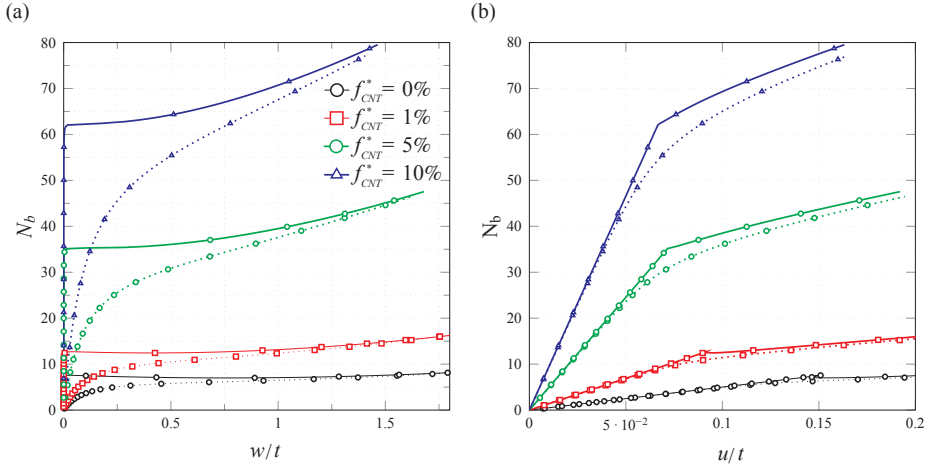 (a)
(b)
80
70
60
50
40
30
20
10
0
N_b
0
0.5
1
1.5
w/t
f*_CNT = 0%
f*_CNT = 1%
f*_CNT = 5%
f*_CNT = 10%
80
70
60
50
40
30
20
10
0
N_b
0
5 · 10⁻²
0.1
0.15
0.2
u/t